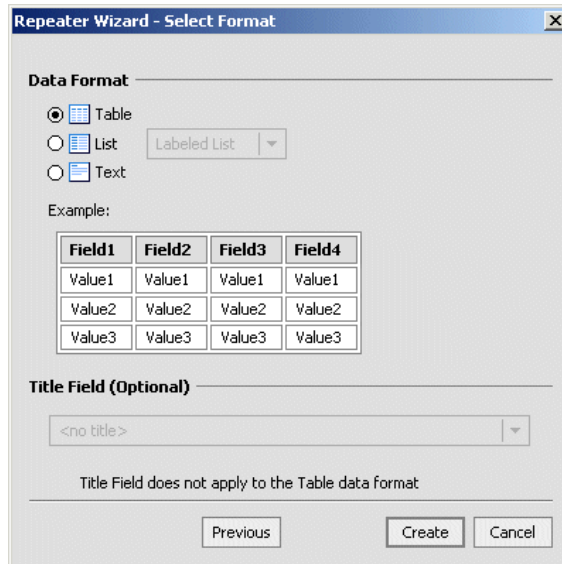 Repeater Wizard - Select Format
Data Format
Table
List Labeled List
Text
Example:
Field1 Field2 Field3 Field4
Value1 Value1 Value1 Value1
Value2 Value2 Value2 Value2
Value3 Value3 Value3 Value3
Title Field (Optional)
<no title>
Title Field does not apply to the Table data format
Previous Create Cancel